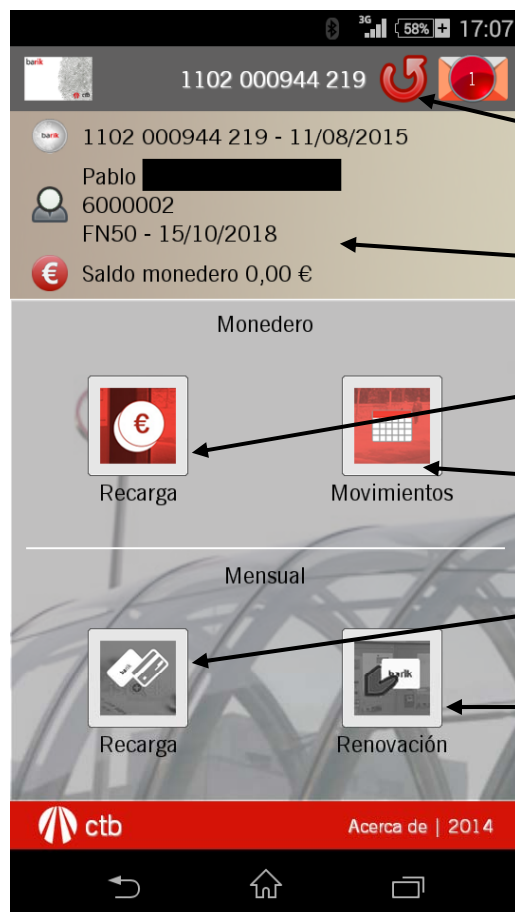 3G 58% 17:07
barik
ctb
1102 000944 219
1
barik
1102 000944 219 - 11/08/2015
Pablo
6000002
FN50 - 15/10/2018
€ Saldo monedero 0,00 €
Monedero
€
Recarga Movimientos
Mensual
barik
Recarga Renovación
ctb Acerca de | 2014